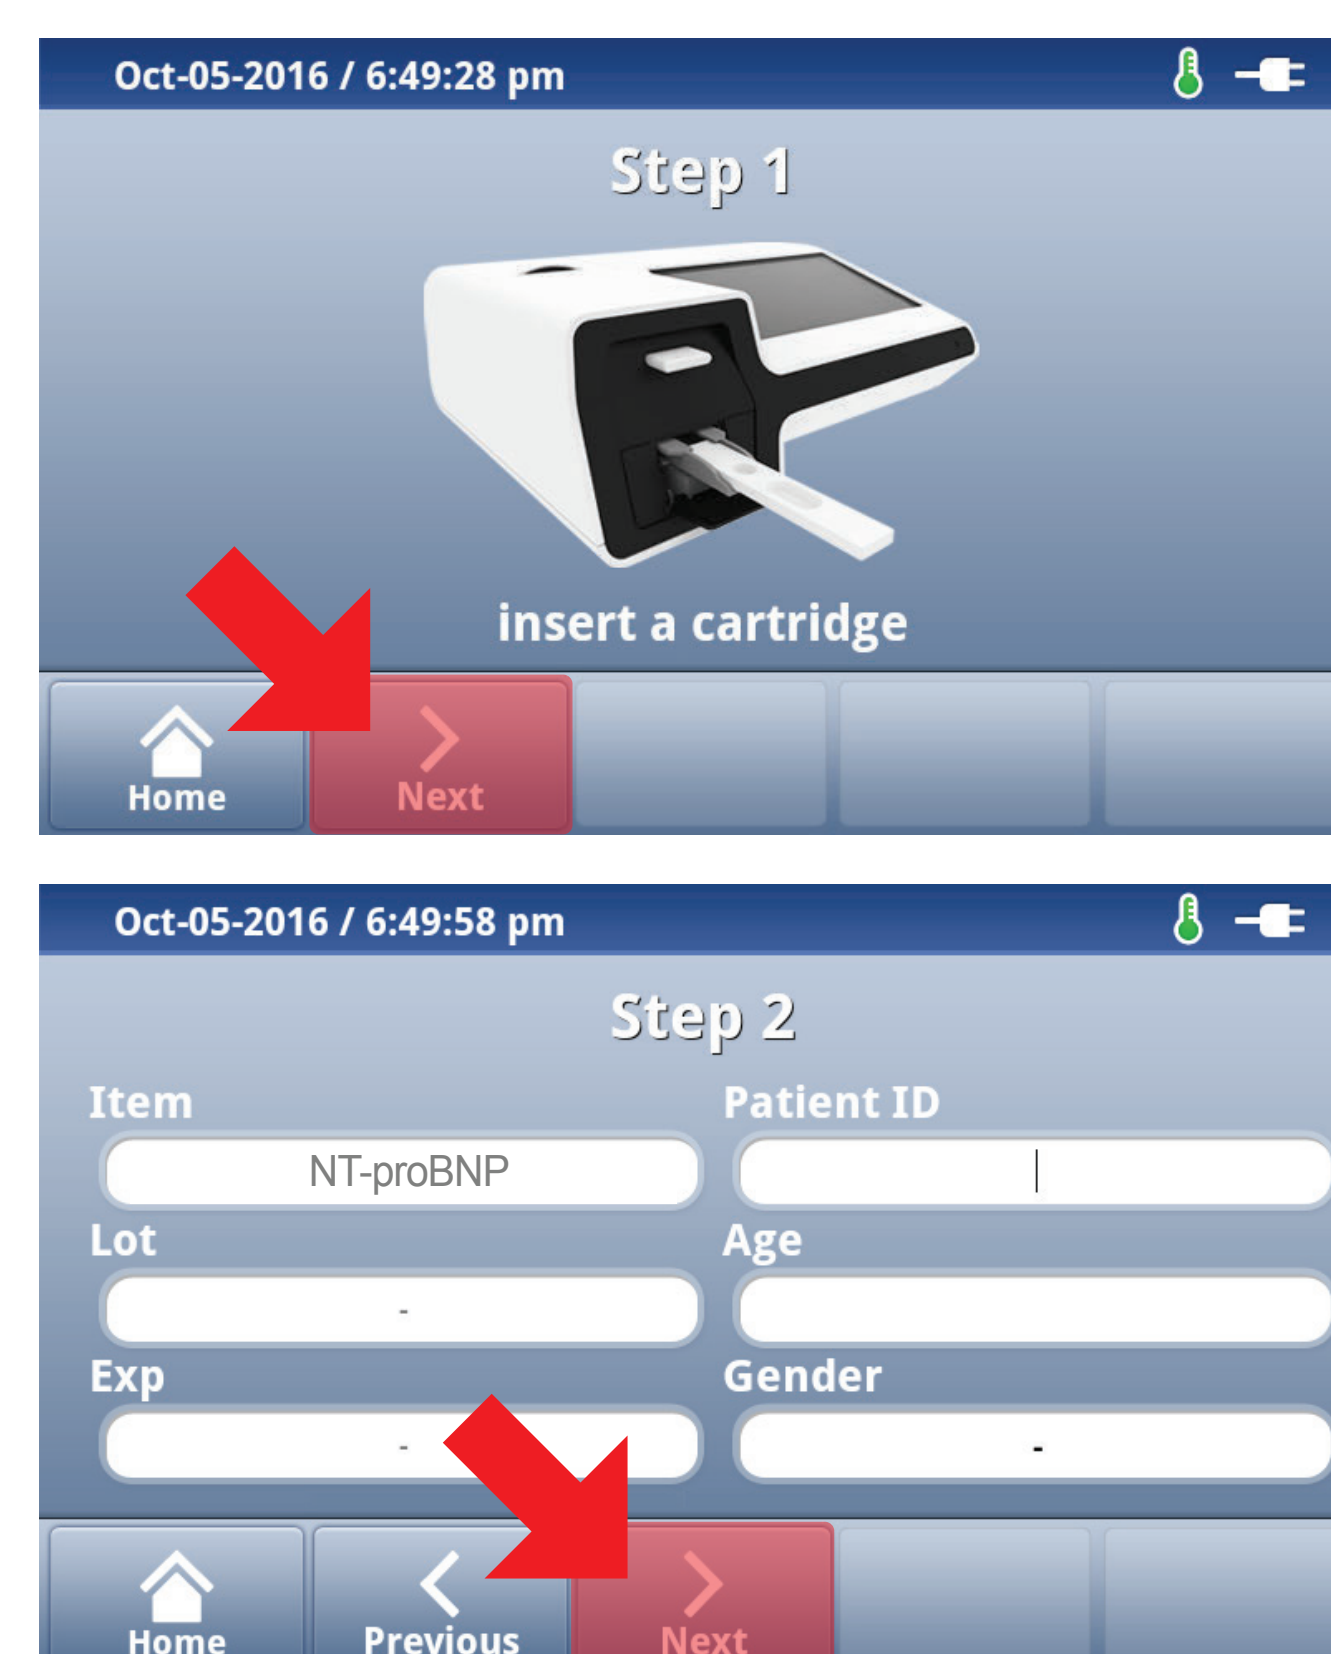 Oct-05-2016 / 6:49:28 pm
Step 1
insert a cartridge
Home
Next
Oct-05-2016 / 6:49:58 pm
Step 2
Item
Patient ID
NT-proBNP
Lot
Age
-
Exp
Gender
-
-
Home
Previous
Next